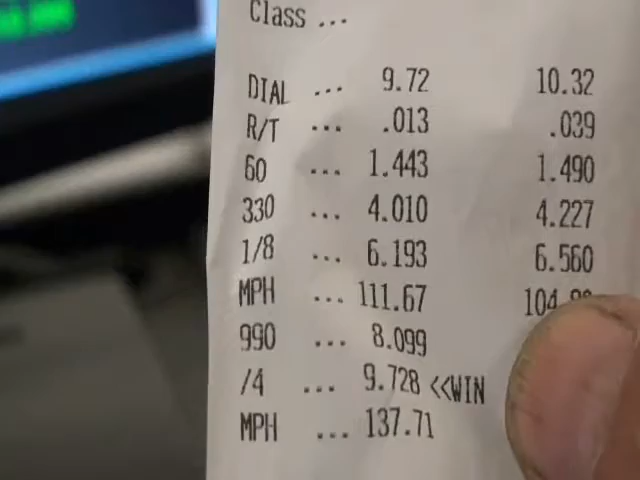 Class ...
DIAL ... 9.72 10.32
R/T ... .013 .039
60 ... 1.443 1.490
330 ... 4.010 4.227
1/8 ... 6.193 6.560
MPH ... 111.67 104.
990 ... 8.099
/4 ... 9.728 <<WIN
MPH ... 137.71